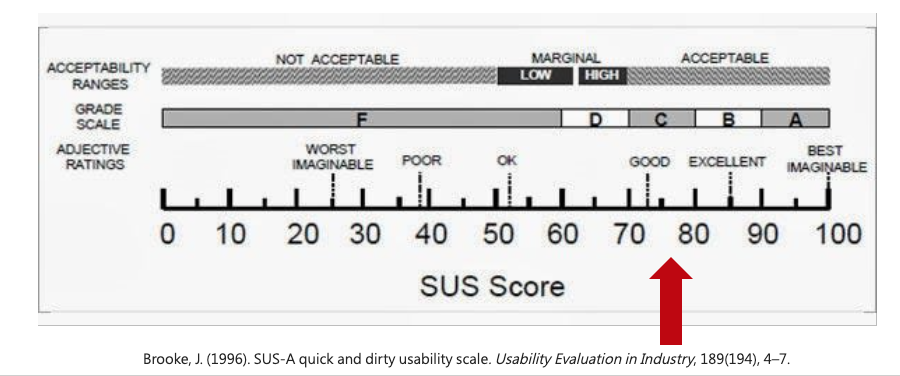 NOT ACCEPTABLE MARGINAL ACCEPTABLE
ACCEPTABILITY
RANGES
LOW HIGH
GRADE
SCALE
F D C B A
ADJECTIVE
RATINGS
WORST
IMAGINABLE
POOR
OK
GOOD
EXCELLENT
BEST
IMAGINABLE
0 10 20 30 40 50 60 70 80 90 100
SUS Score
Brooke, J. (1996). SUS-A quick and dirty usability scale. Usability Evaluation in Industry, 189(194), 4–7.